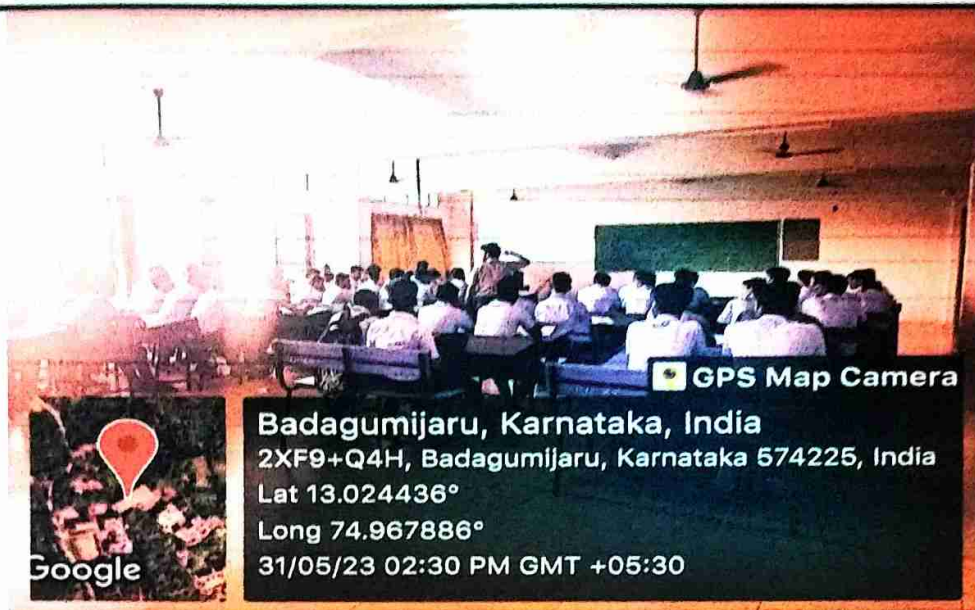 GPS Map Camera
Badagumijaru, Karnataka, India
2XF9+Q4H, Badagumijaru, Karnataka 574225, India
Lat 13.024436°
Long 74.967886°
31/05/23 02:30 PM GMT +05:30
Google